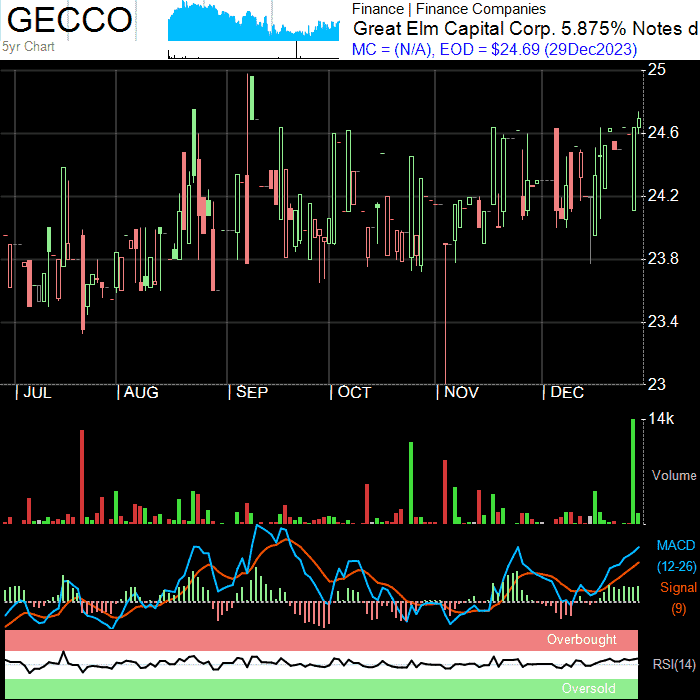 GECCO
5yr Chart
Finance | Finance Companies
Great Elm Capital Corp. 5.875% Notes d
MC = (N/A), EOD = $24.69 (29Dec2023)
25
24.6
24.2
23.8
23.4
23
| JUL | AUG | SEP | OCT | NOV | DEC
14k
Volume
MACD
(12-26)
Signal
(9)
Overbought
RSI(14)
Oversold